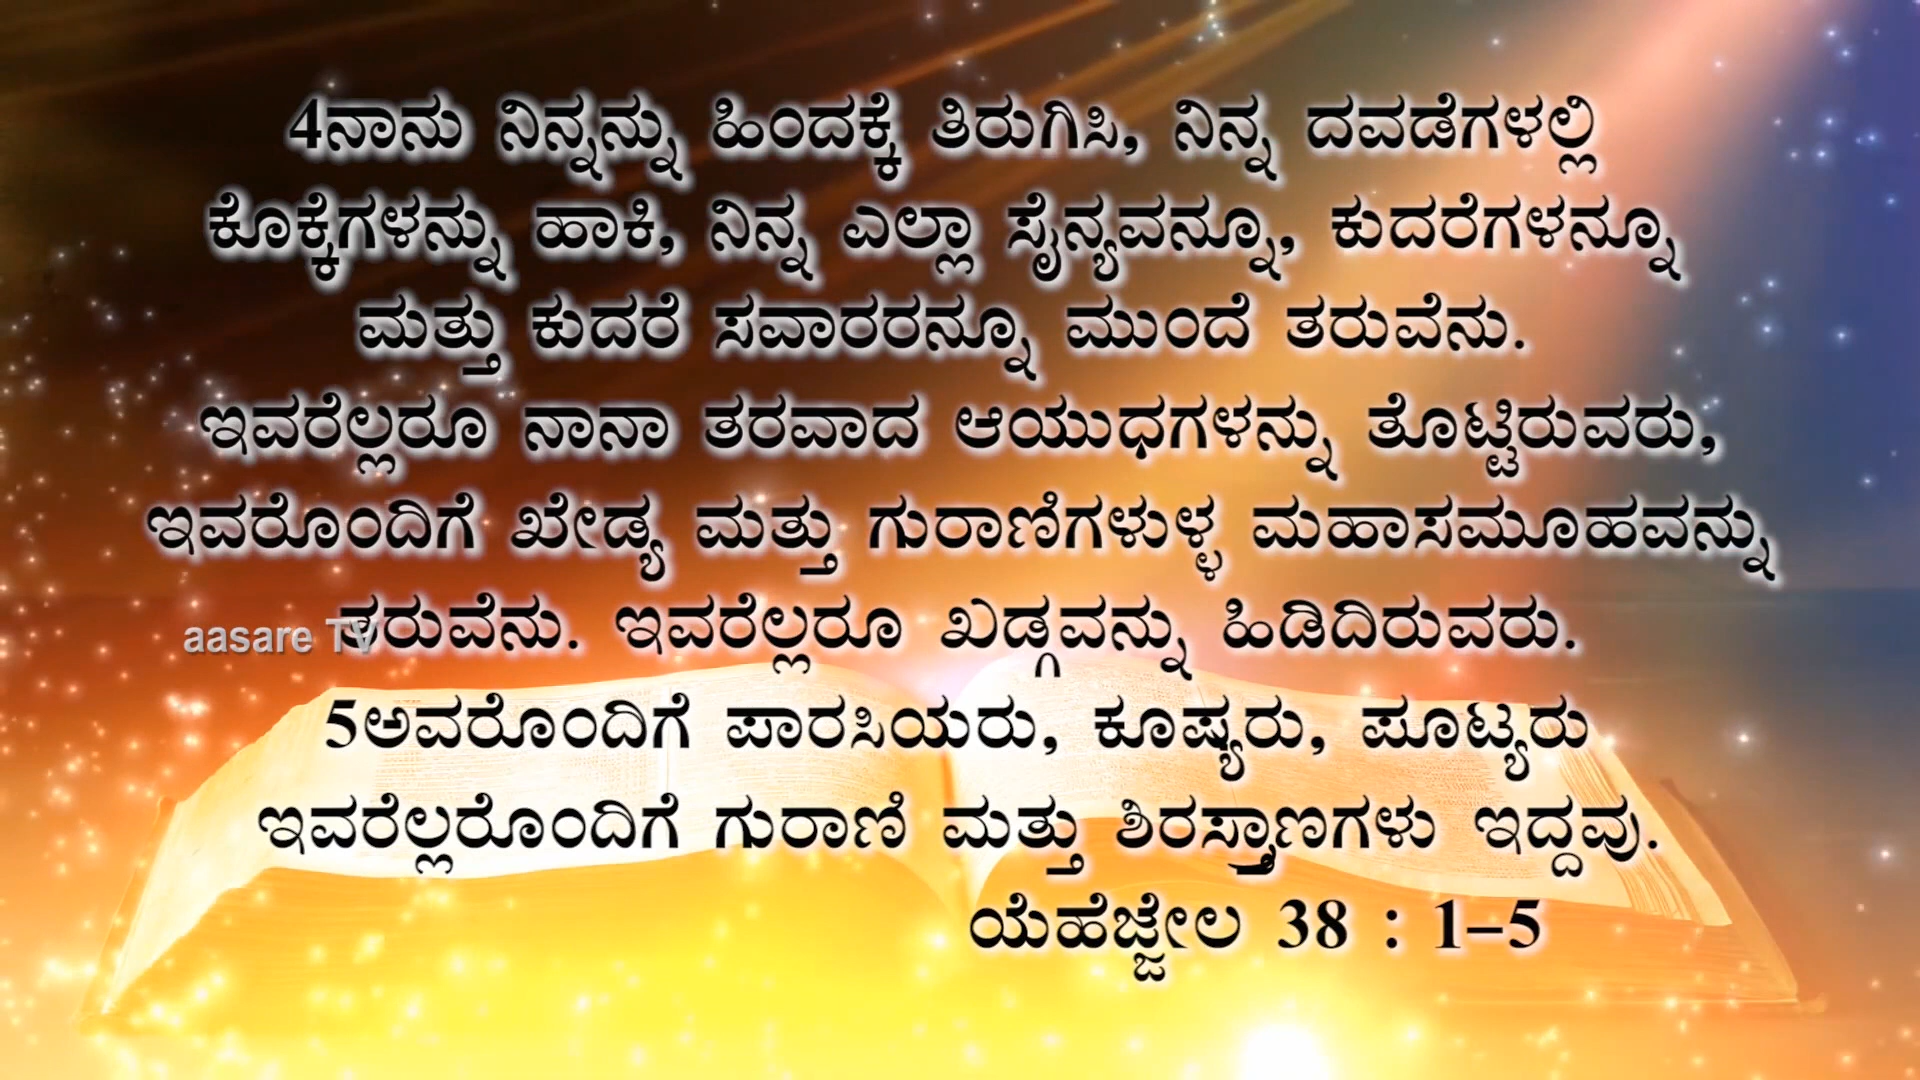 4ನಾನು ನಿನ್ನನ್ನು ಹಿಂದಕ್ಕೆ ತಿರುಗಿಸಿ, ನಿನ್ನ ದವಡೆಗಳಲ್ಲಿ
ಕೊಕ್ಕೆಗಳನ್ನು ಹಾಕಿ, ನಿನ್ನ ಎಲ್ಲಾ ಸೈನ್ಯವನ್ನೂ, ಕುದರೆಗಳನ್ನೂ
ಮತ್ತು ಕುದರೆ ಸವಾರರನ್ನೂ ಮುಂದೆ ತರುವೆನು.
ಇವರೆಲ್ಲರೂ ನಾನಾ ತರವಾದ ಆಯುಧಗಳನ್ನು ತೊಟ್ಟಿರುವರು,
ಇವರೊಂದಿಗೆ ಖೇಡ್ಯ ಮತ್ತು ಗುರಾಣಿಗಳುಳ್ಳ ಮಹಾಸಮೂಹವನ್ನು
ತರುವೆನು. ಇವರೆಲ್ಲರೂ ಖಡ್ಗವನ್ನು ಹಿಡಿದಿರುವರು.
aasare TV
5ಅವರೊಂದಿಗೆ ಪಾರಸಿಯರು, ಕೂಷ್ಯರು, ಪೂಟ್ಯರು
ಇವರೆಲ್ಲರೊಂದಿಗೆ ಗುರಾಣಿ ಮತ್ತು ಶಿರಸ್ತ್ರಾಣಗಳು ಇದ್ದವು.
ಯೆಹೆಜ್ಜೇಲ 38 : 1-5